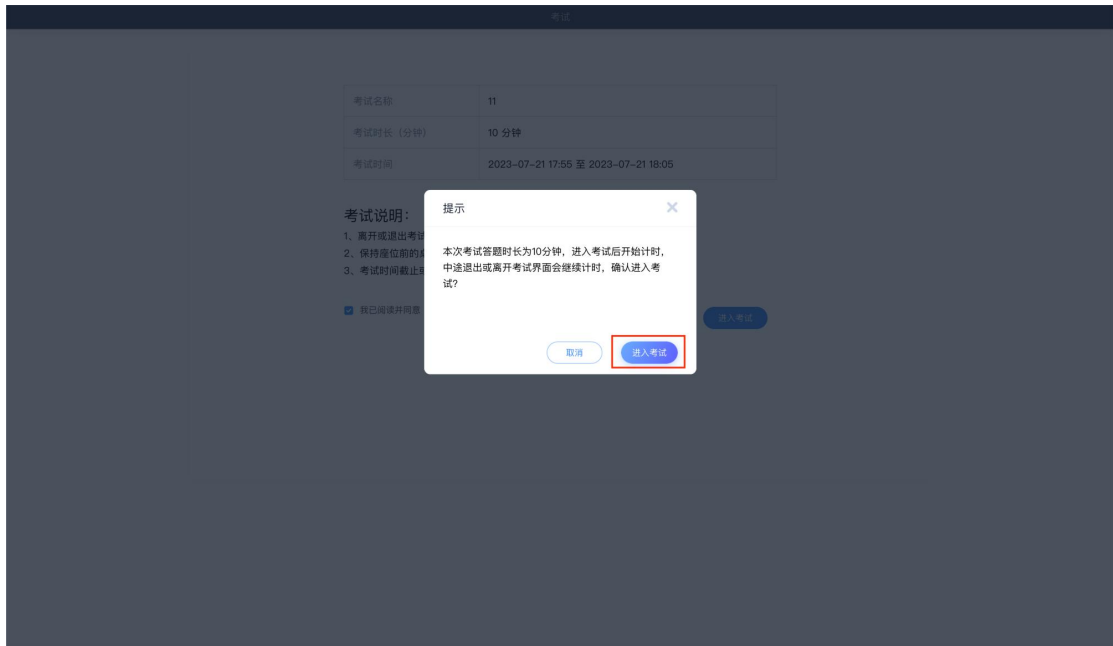 考试
考试名称 11
考试时长（分钟） 10 分钟
考试时间 2023-07-21 17:55 至 2023-07-21 18:05
考试说明：
1、离开或退出考试
2、保持座位前的桌
3、考试时间截止或
我已阅读并同意
进入考试
提示
本次考试答题时长为10分钟，进入考试后开始计时，
中途退出或离开考试界面会继续计时，确认进入考
试？
取消 进入考试